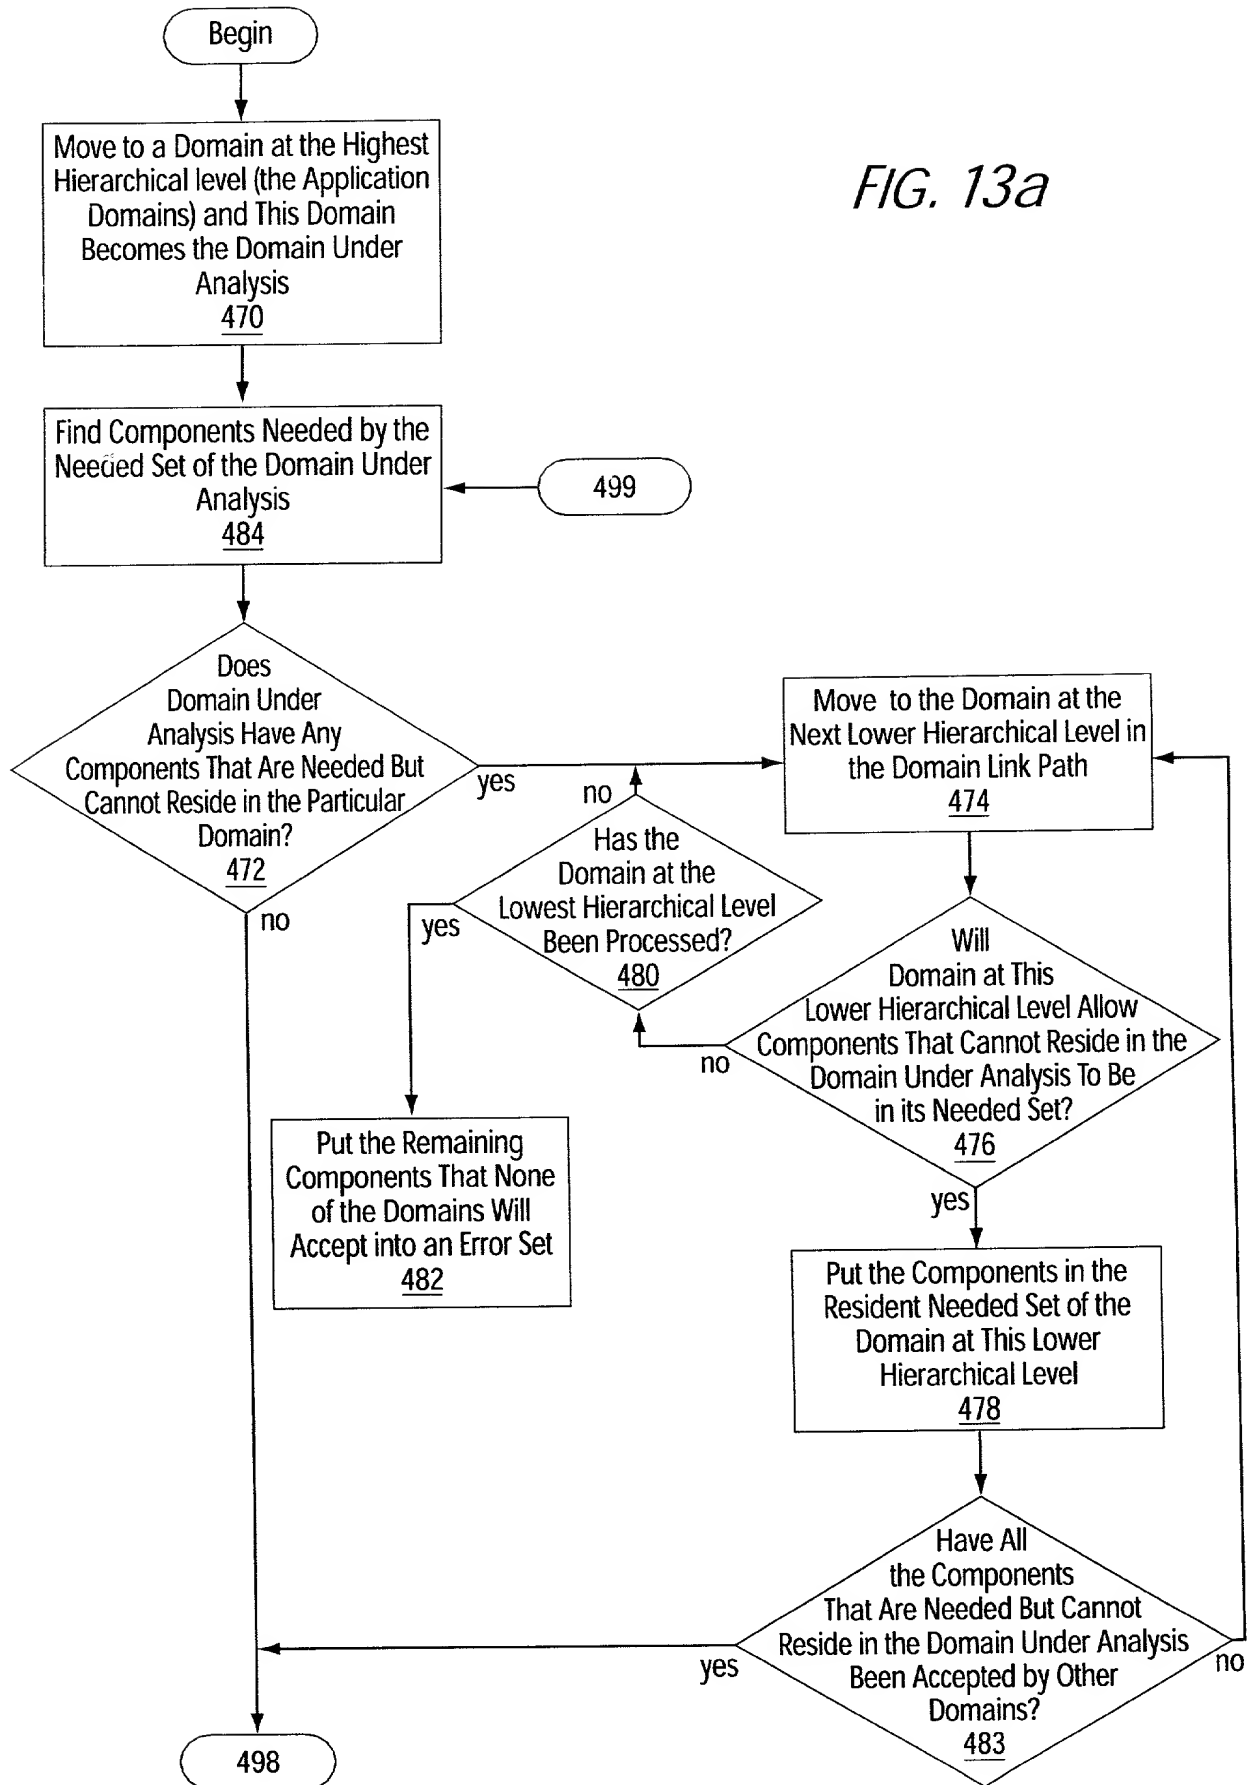 Begin
Move to a Domain at the Highest
Hierarchical level (the Application
Domains) and This Domain
Becomes the Domain Under
Analysis
470
FIG. 13a
Find Components Needed by the
Needed Set of the Domain Under
Analysis
484
499
Does
Domain Under
Analysis Have Any
Components That Are Needed But
Cannot Reside in the Particular
Domain?
472
yes
no
Move to the Domain at the
Next Lower Hierarchical Level in
the Domain Link Path
474
no
Has the
Domain at the
Lowest Hierarchical Level
Been Processed?
480
yes
Will
Domain at This
Lower Hierarchical Level Allow
Components That Cannot Reside in the
Domain Under Analysis To Be
in its Needed Set?
476
no
yes
Put the Remaining
Components That None
of the Domains Will
Accept into an Error Set
482
Put the Components in the
Resident Needed Set of the
Domain at This Lower
Hierarchical Level
478
Have All
the Components
That Are Needed But Cannot
Reside in the Domain Under Analysis
Been Accepted by Other
Domains?
483
yes
no
498